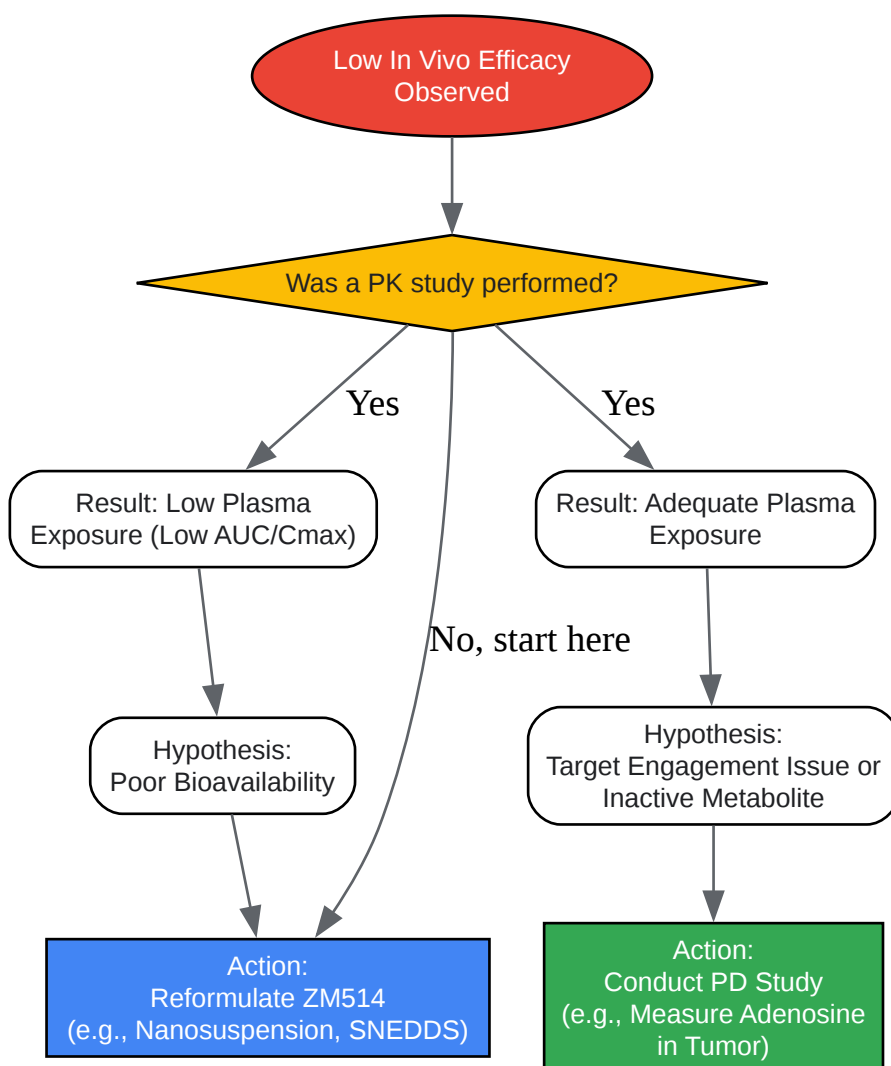 Low In Vivo Efficacy
Observed
Was a PK study performed?
Yes
Yes
Result: Low Plasma
Exposure (Low AUC/Cmax)
Result: Adequate Plasma
Exposure
No, start here
Hypothesis:
Poor Bioavailability
Hypothesis:
Target Engagement Issue or
Inactive Metabolite
Action:
Reformulate ZM514
(e.g., Nanosuspension, SNEDDS)
Action:
Conduct PD Study
(e.g., Measure Adenosine
in Tumor)